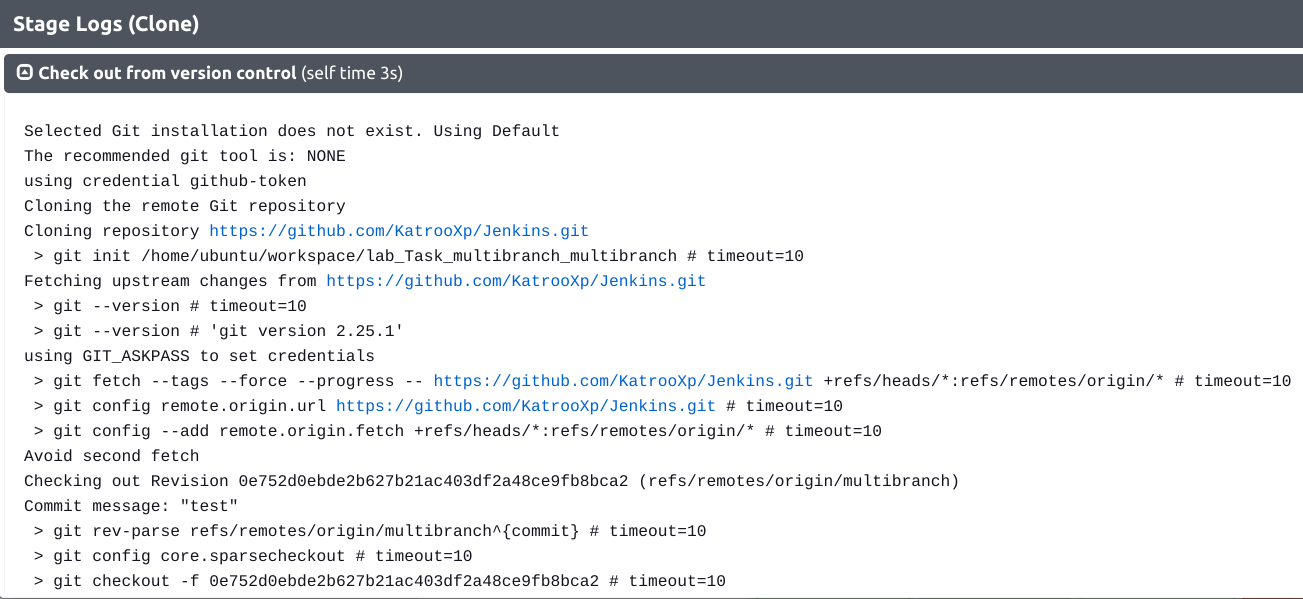 Stage Logs (Clone)
Check out from version control (self time 3s)
Selected Git installation does not exist. Using Default
The recommended git tool is: NONE
using credential github-token
Cloning the remote Git repository
Cloning repository https://github.com/KatrooXp/Jenkins.git
 > git init /home/ubuntu/workspace/lab_Task_multibranch_multibranch # timeout=10
Fetching upstream changes from https://github.com/KatrooXp/Jenkins.git
 > git --version # timeout=10
 > git --version # 'git version 2.25.1'
using GIT_ASKPASS to set credentials
 > git fetch --tags --force --progress -- https://github.com/KatrooXp/Jenkins.git +refs/heads/*:refs/remotes/origin/* # timeout=10
 > git config remote.origin.url https://github.com/KatrooXp/Jenkins.git # timeout=10
 > git config --add remote.origin.fetch +refs/heads/*:refs/remotes/origin/* # timeout=10
Avoid second fetch
Checking out Revision 0e752d0ebde2b627b21ac403df2a48ce9fb8bca2 (refs/remotes/origin/multibranch)
Commit message: "test"
 > git rev-parse refs/remotes/origin/multibranch^{commit} # timeout=10
 > git config core.sparsecheckout # timeout=10
 > git checkout -f 0e752d0ebde2b627b21ac403df2a48ce9fb8bca2 # timeout=10